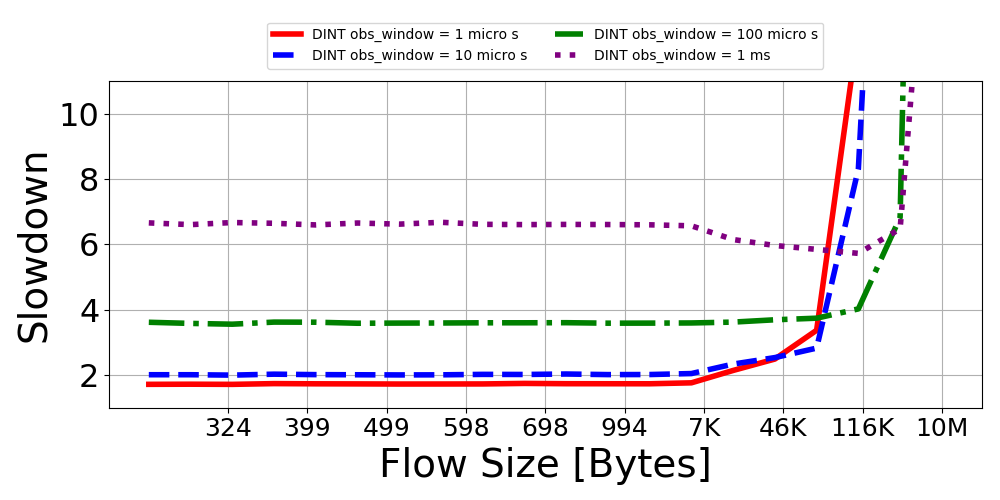 DINT obs_window = 1 micro s
DINT obs_window = 10 micro s
DINT obs_window = 100 micro s
DINT obs_window = 1 ms
10
8
6
4
2
Slowdown
324 399 499 598 698 994 7K 46K 116K 10M
Flow Size [Bytes]